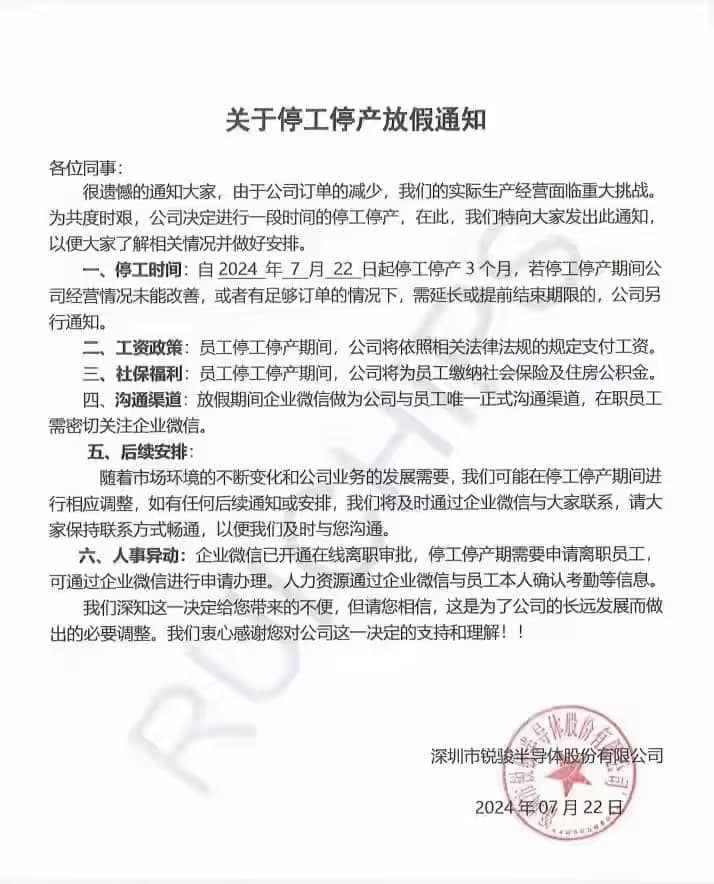 关于停工停产放假通知
各位同事：
很遗憾的通知大家，由于公司订单的减少，我们的实际生产经营面临重大挑战。
为共度时艰，公司决定进行一段时间的停工停产，在此，我们特向大家发出此通知，
以便大家了解相关情况并做好安排。
一、停工时间：自 2024 年 7 月 22 日起停工停产 3 个月，若停工停产期间公
司经营情况未能改善，或者有足够订单的情况下，需延长或提前结束期限的，公司另
行通知。
二、工资政策：员工停工停产期间，公司将依照相关法律法规的规定支付工资。
三、社保福利：员工停工停产期间，公司将为员工缴纳社会保险及住房公积金。
四、沟通渠道：放假期间企业微信做为公司与员工唯一正式沟通渠道，在职员工
需密切关注企业微信。
五、后续安排：
随着市场环境的不断变化和公司业务的发展需要，我们可能在停工停产期间进
行相应调整，如有任何后续通知或安排，我们将及时通过企业微信与大家联系，请大
家保持联系方式畅通，以便我们及时与您沟通。
六、人事异动：企业微信已开通在线离职审批，停工停产期需要申请离职员工，
可通过企业微信进行申请办理。人力资源通过企业微信与员工本人确认考勤等信息。
我们深知这一决定给您带来的不便，但请您相信，这是为了公司的长远发展而做
出的必要调整。我们衷心感谢您对公司这一决定的支持和理解！！
深圳市锐骏半导体股份有限公司
2024 年 07 月 22 日
深圳市锐骏半导体股份有限公司
RUICHIPS